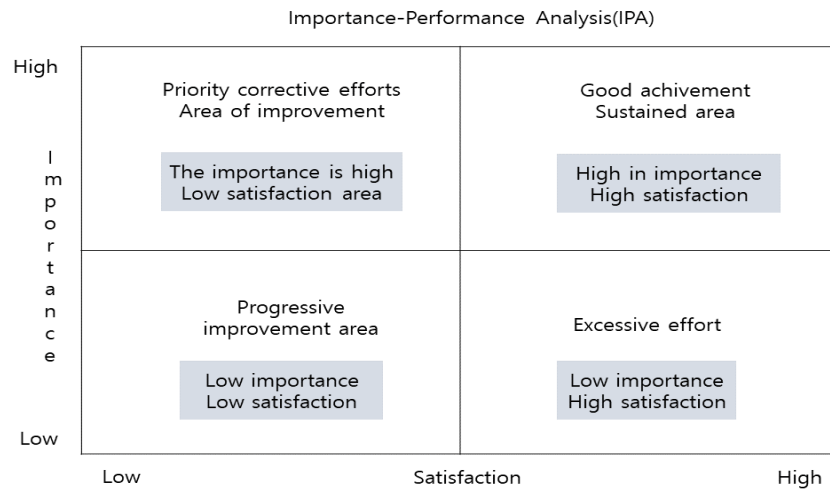 Importance-Performance Analysis(IPA)
High
Priority corrective efforts
Area of improvement
The importance is high
Low satisfaction area
Good achivement
Sustained area
High in importance
High satisfaction
Importance
Progressive
improvement area
Low importance
Low satisfaction
Excessive effort
Low importance
High satisfaction
Low
Low
Satisfaction
High